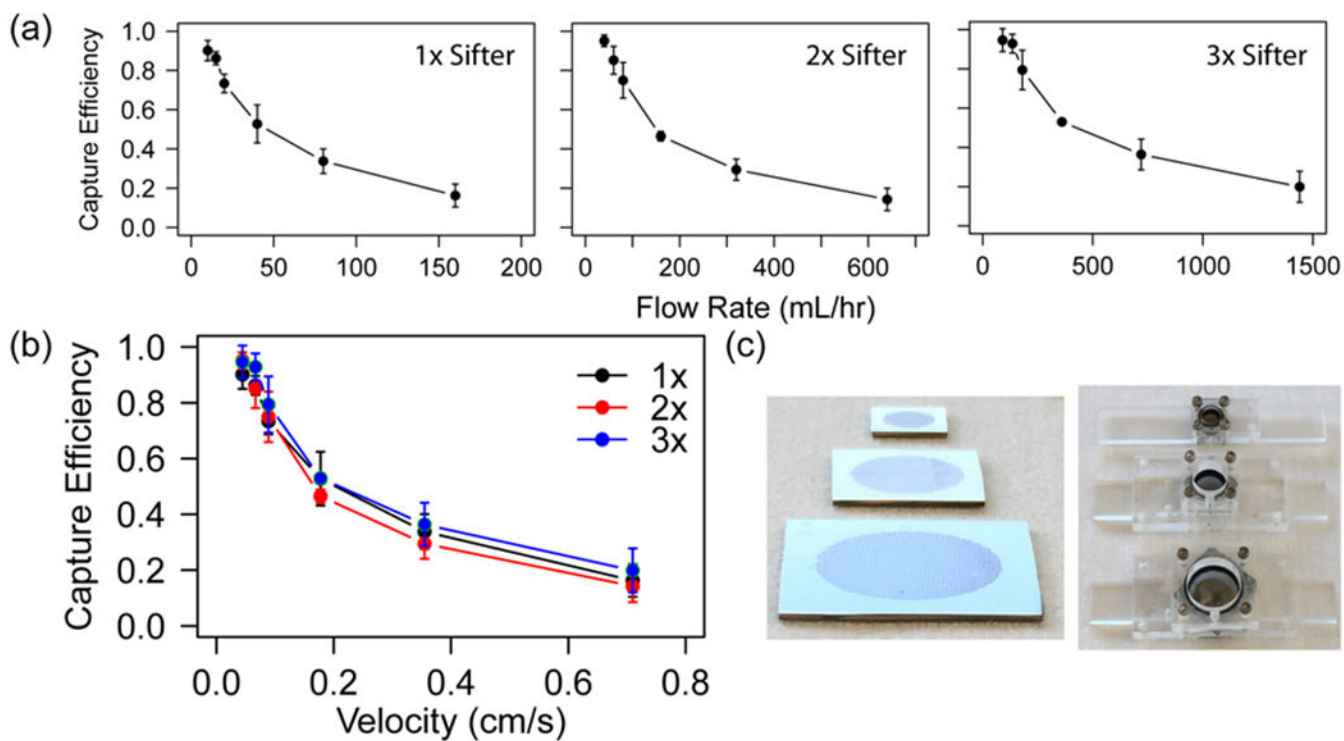 (a)
Capture Efficiency
1.0
0.8
0.6
0.4
0.2
0.0
1x Sifter
0 50 100 150 200
2x Sifter
0 200 400 600
3x Sifter
0 500 1000 1500
Flow Rate (mL/hr)
(b)
Capture Efficiency
1.0
0.8
0.6
0.4
0.2
0.0
1x
2x
3x
0.0 0.2 0.4 0.6 0.8
Velocity (cm/s)
(c)